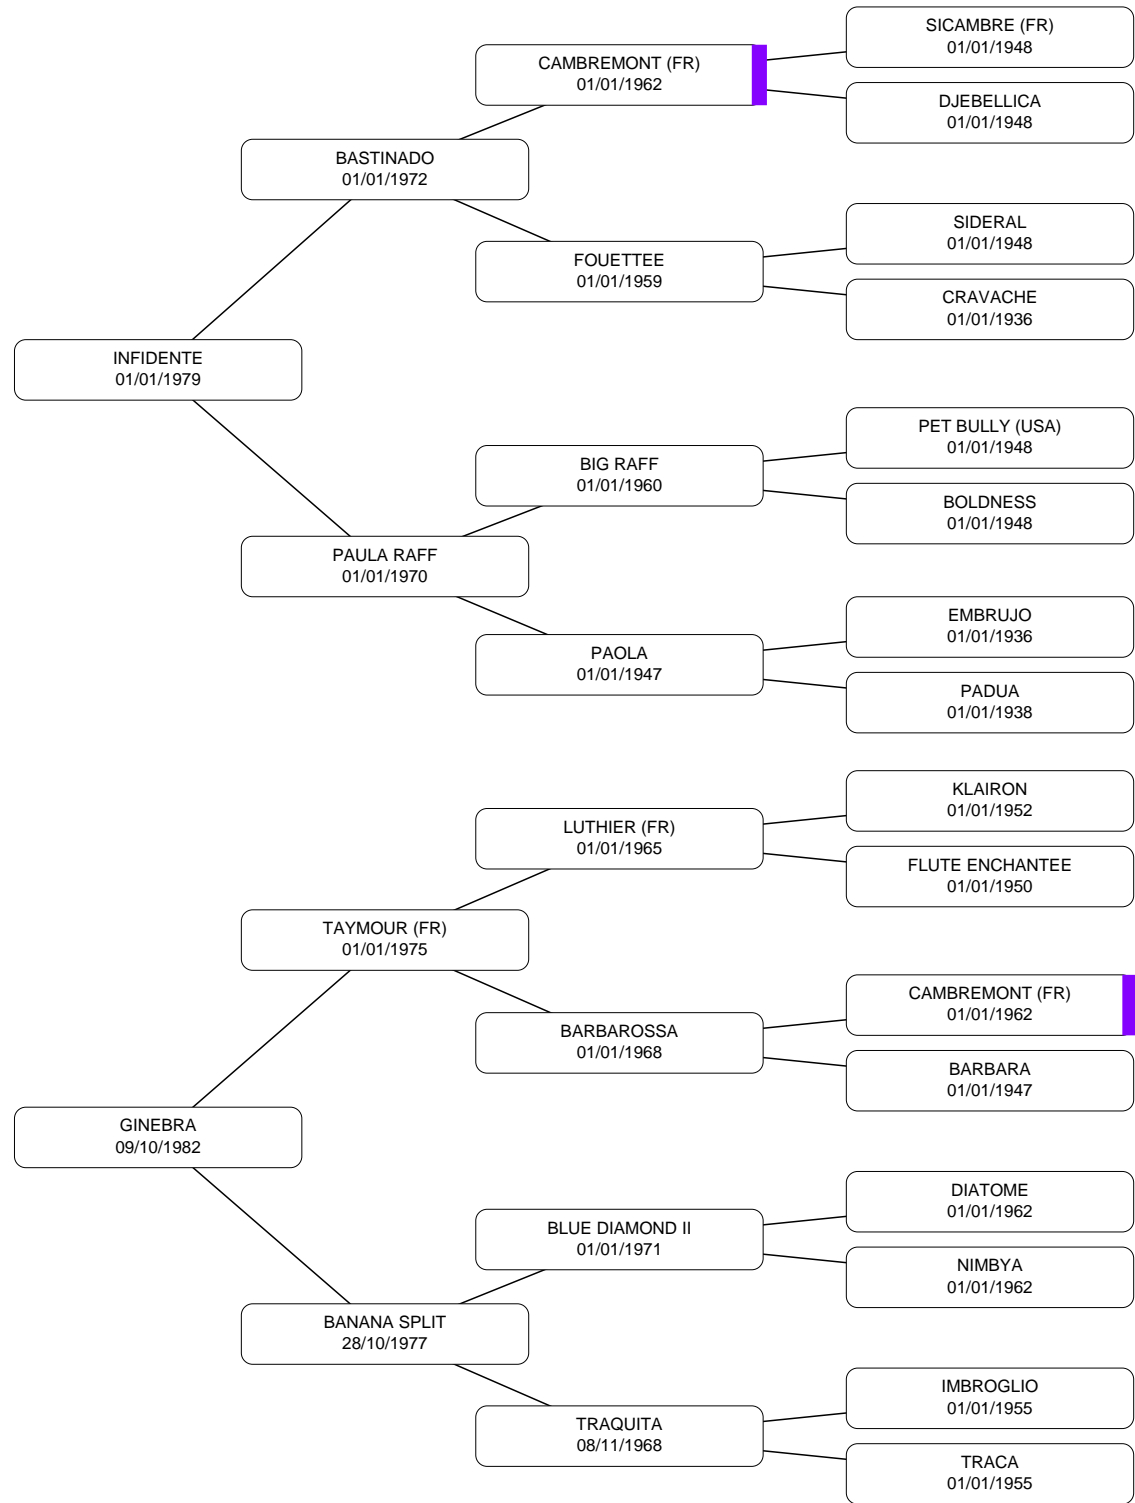 SICAMBRE (FR)
01/01/1948
CAMBREMONT (FR)
01/01/1962
DJEBELLICA
01/01/1948
BASTINADO
01/01/1972
SIDERAL
01/01/1948
FOUETTEE
01/01/1959
CRAVACHE
01/01/1936
INFIDENTE
01/01/1979
PET BULLY (USA)
01/01/1948
BIG RAFF
01/01/1960
BOLDNESS
01/01/1948
PAULA RAFF
01/01/1970
EMBRUJO
01/01/1936
PAOLA
01/01/1947
PADUA
01/01/1938
KLAIRON
01/01/1952
LUTHIER (FR)
01/01/1965
FLUTE ENCHANTEE
01/01/1950
TAYMOUR (FR)
01/01/1975
CAMBREMONT (FR)
01/01/1962
BARBAROSSA
01/01/1968
BARBARA
01/01/1947
GINEBRA
09/10/1982
DIATOME
01/01/1962
BLUE DIAMOND II
01/01/1971
NIMBYA
01/01/1962
BANANA SPLIT
28/10/1977
IMBROGLIO
01/01/1955
TRAQUITA
08/11/1968
TRACA
01/01/1955